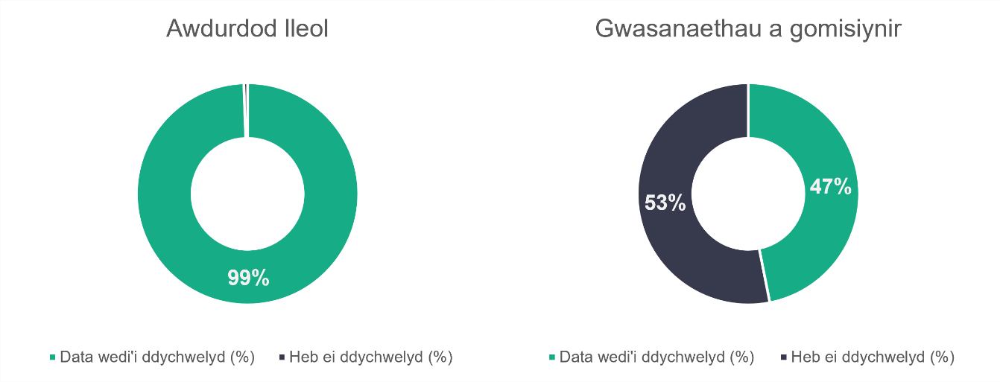 Awdurdod lleol
99%
Data wedi'i ddychwelyd (%)
Heb ei ddychwelyd (%)
Gwasanaethau a gomisiynir
47%
53%
Data wedi'i ddychwelyd (%)
Heb ei ddychwelyd (%)